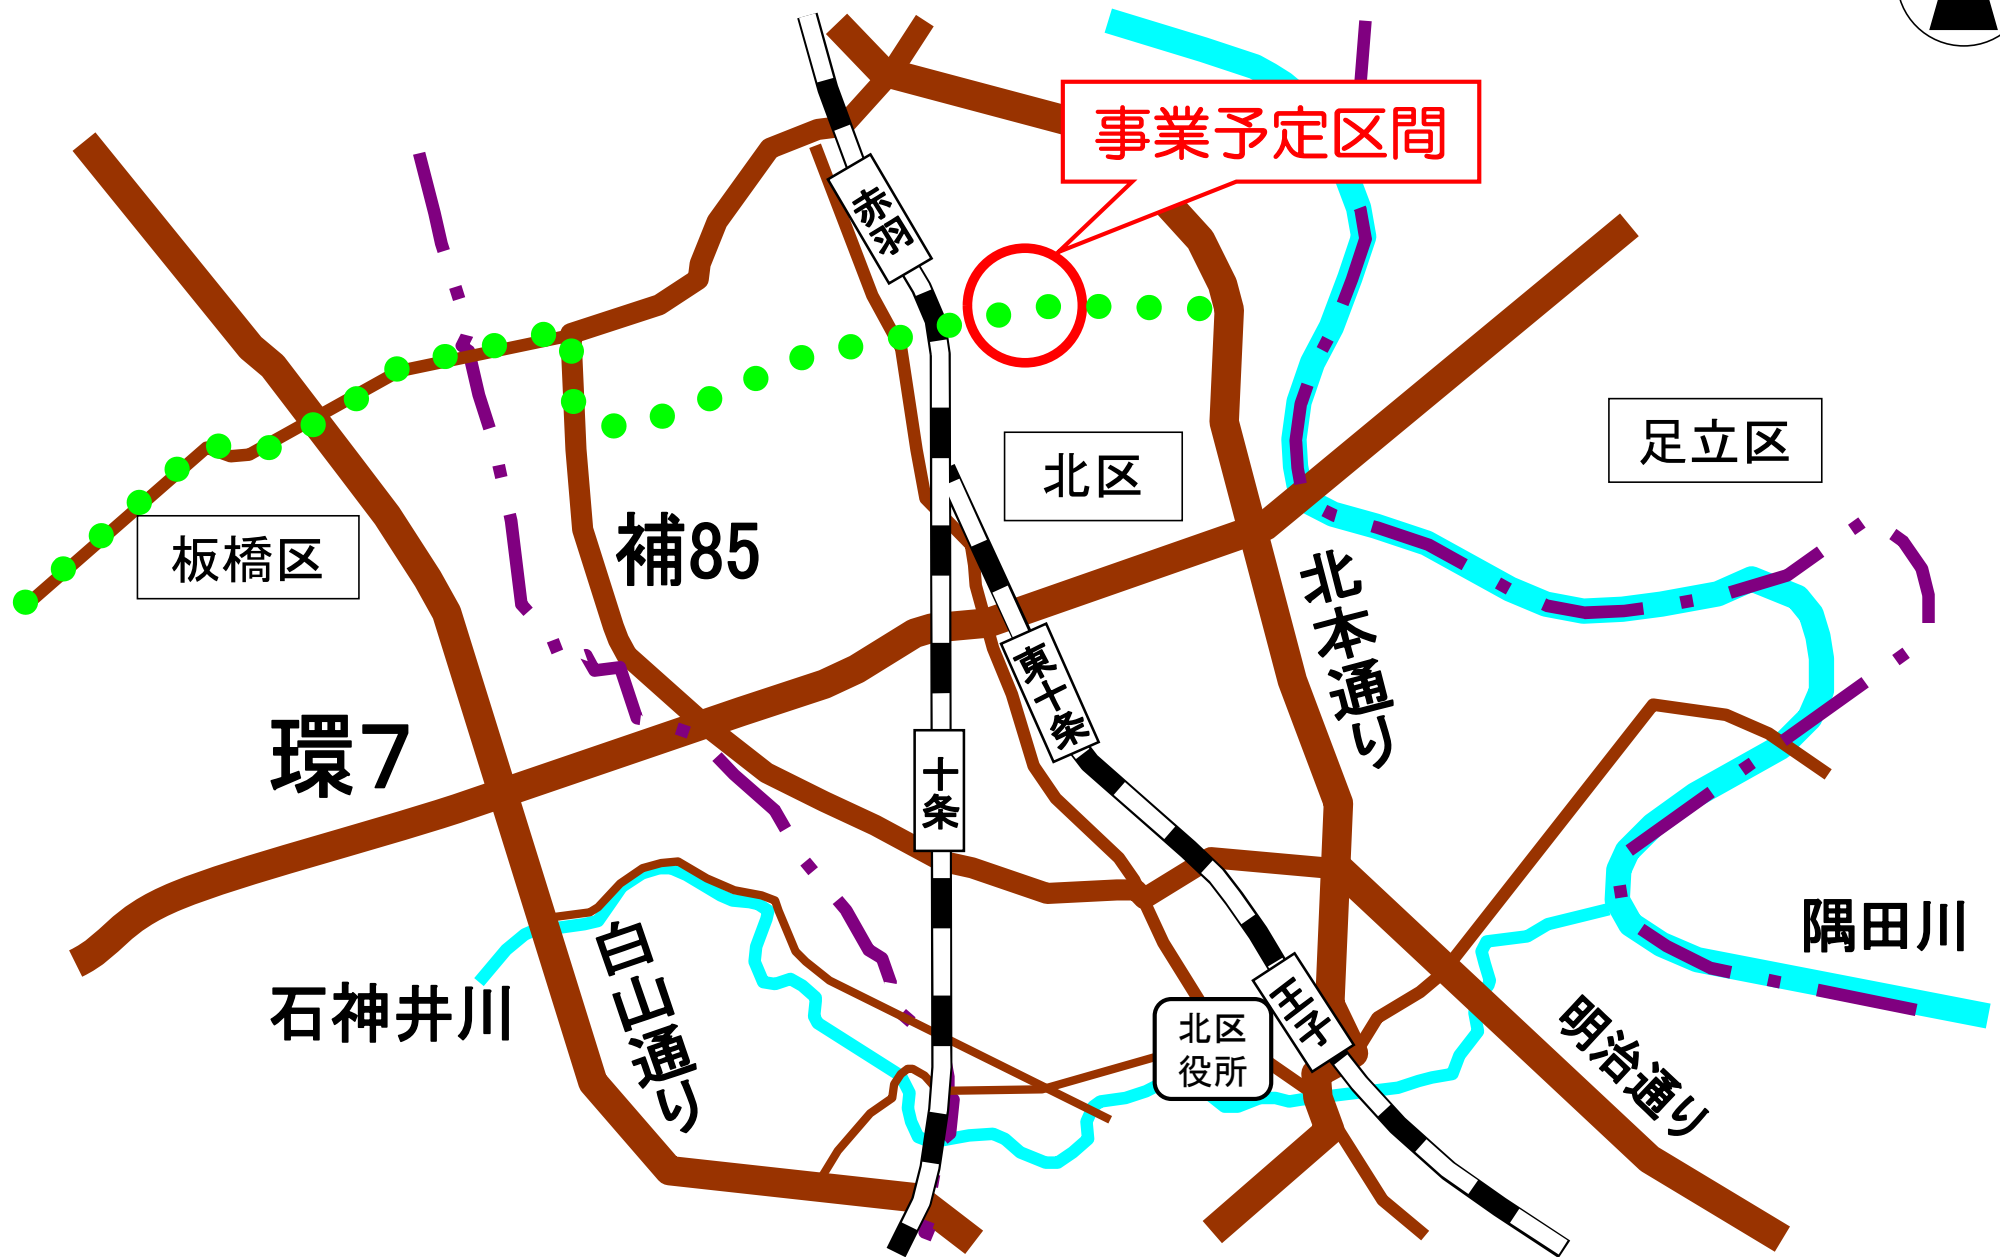 事業予定区間
赤羽
北区
足立区
板橋区
補85
北本通り
東十条
環7
十条
隅田川
白山通り
石神井川
王子
北区
役所
明治通り